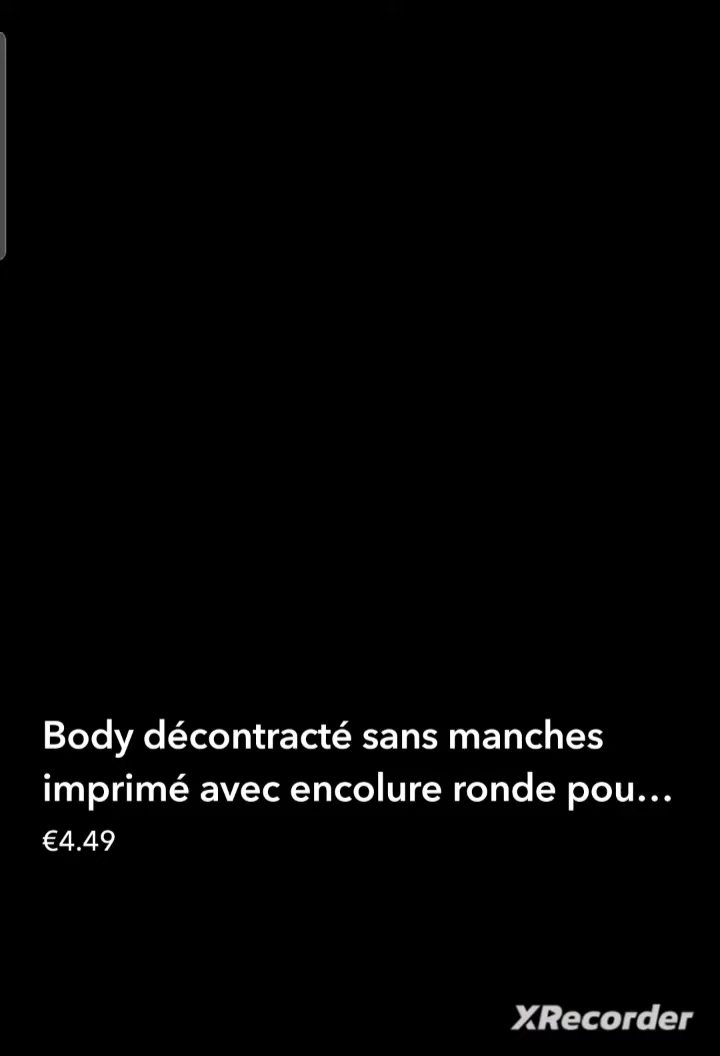 Body décontracté sans manches
imprimé avec encolure ronde pou...
€4.49
XRecorder